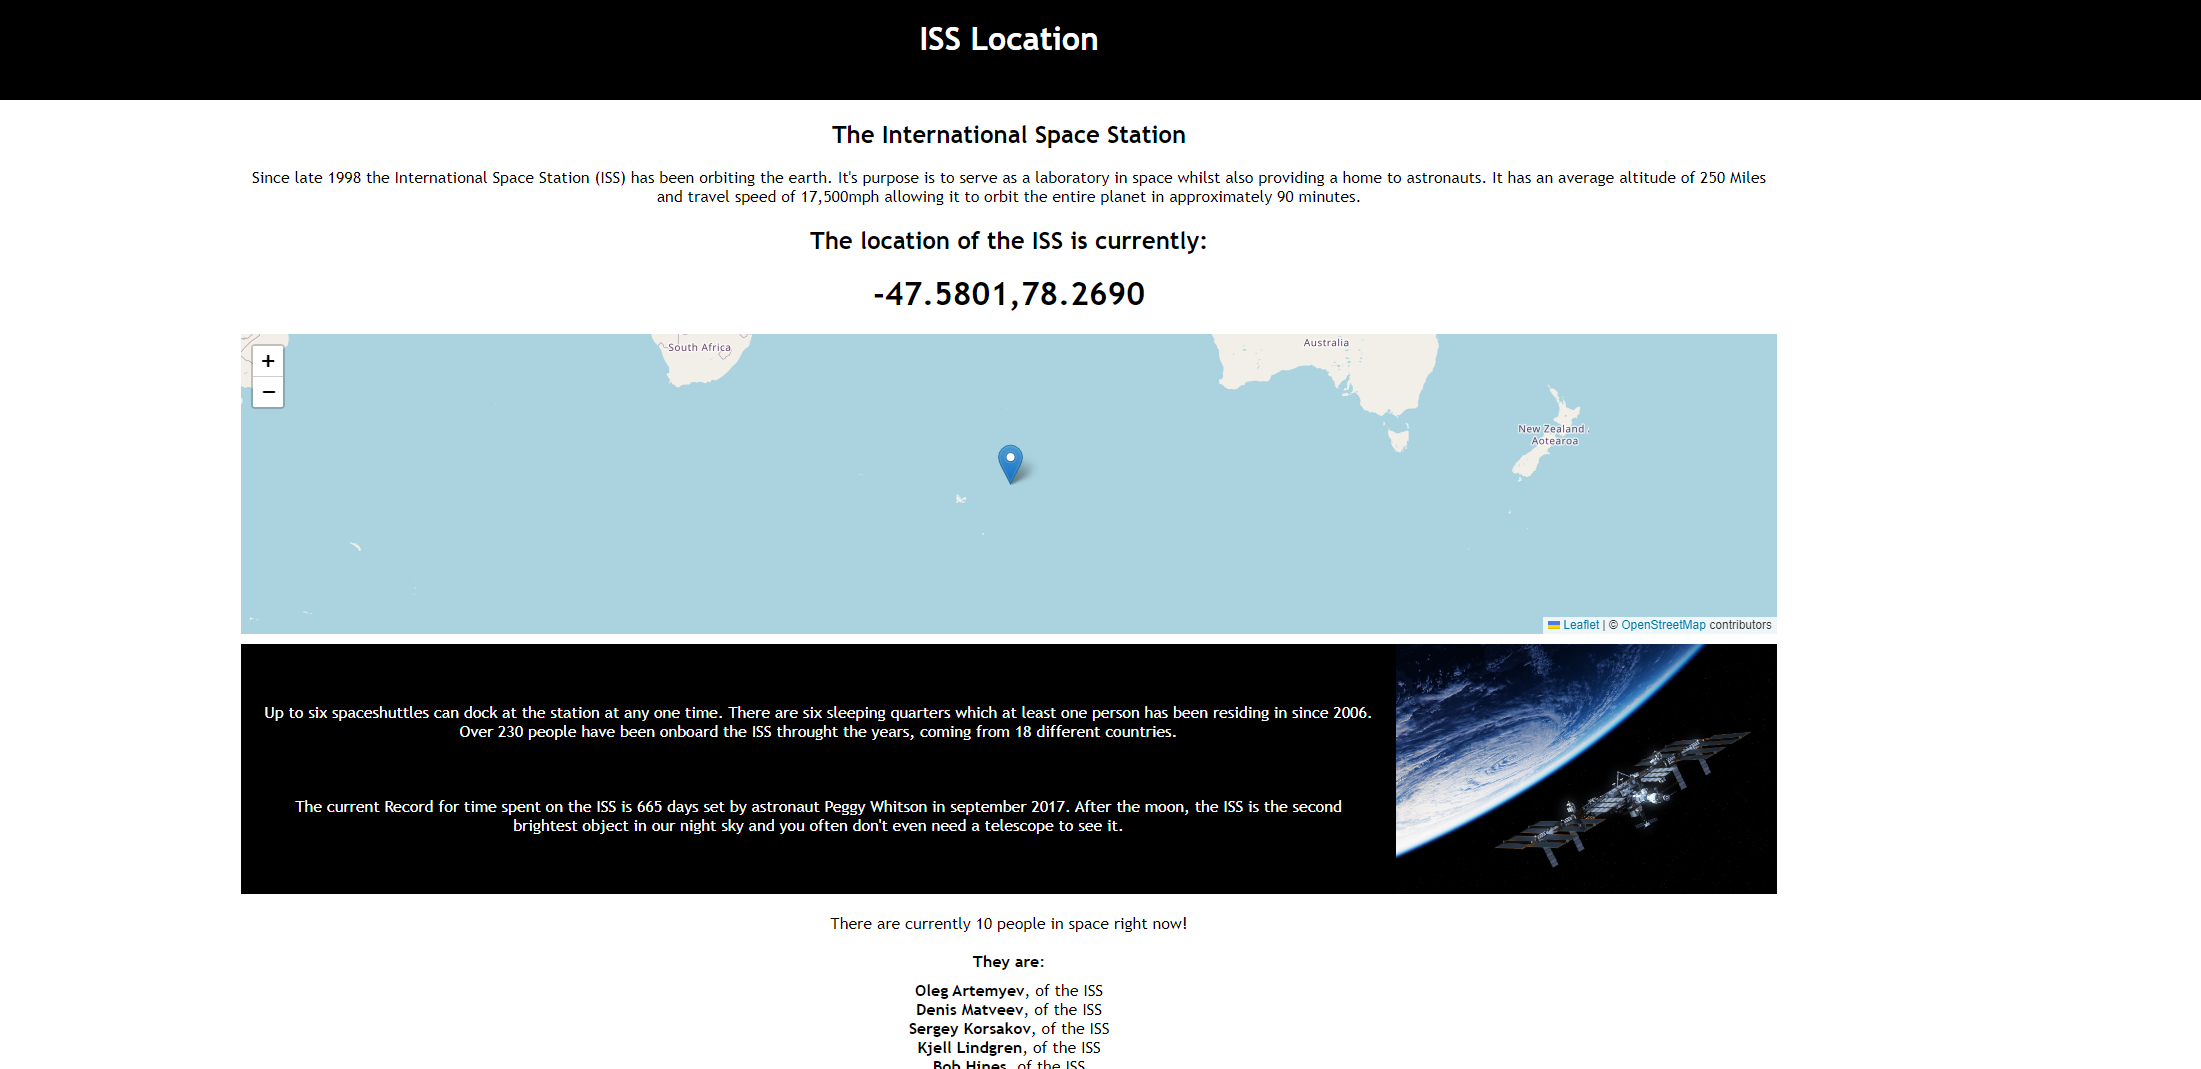 ISS Location
The International Space Station
Since late 1998 the International Space Station (ISS) has been orbiting the earth. It's purpose is to serve as a laboratory in space whilst also providing a home to astronauts. It has an average altitude of 250 Miles
and travel speed of 17,500mph allowing it to orbit the entire planet in approximately 90 minutes.
The location of the ISS is currently:
-47.5801,78.2690
+
−
South Africa
Australia
New Zealand
Aotearoa
Leaflet | © OpenStreetMap contributors
Up to six spaceshuttles can dock at the station at any one time. There are six sleeping quarters which at least one person has been residing in since 2006.
Over 230 people have been onboard the ISS throught the years, coming from 18 different countries.
The current Record for time spent on the ISS is 665 days set by astronaut Peggy Whitson in september 2017. After the moon, the ISS is the second
brightest object in our night sky and you often don't even need a telescope to see it.
There are currently 10 people in space right now!
They are:
Oleg Artemyev, of the ISS
Denis Matveev, of the ISS
Sergey Korsakov, of the ISS
Kjell Lindgren, of the ISS
Bob Hines, of the ISS